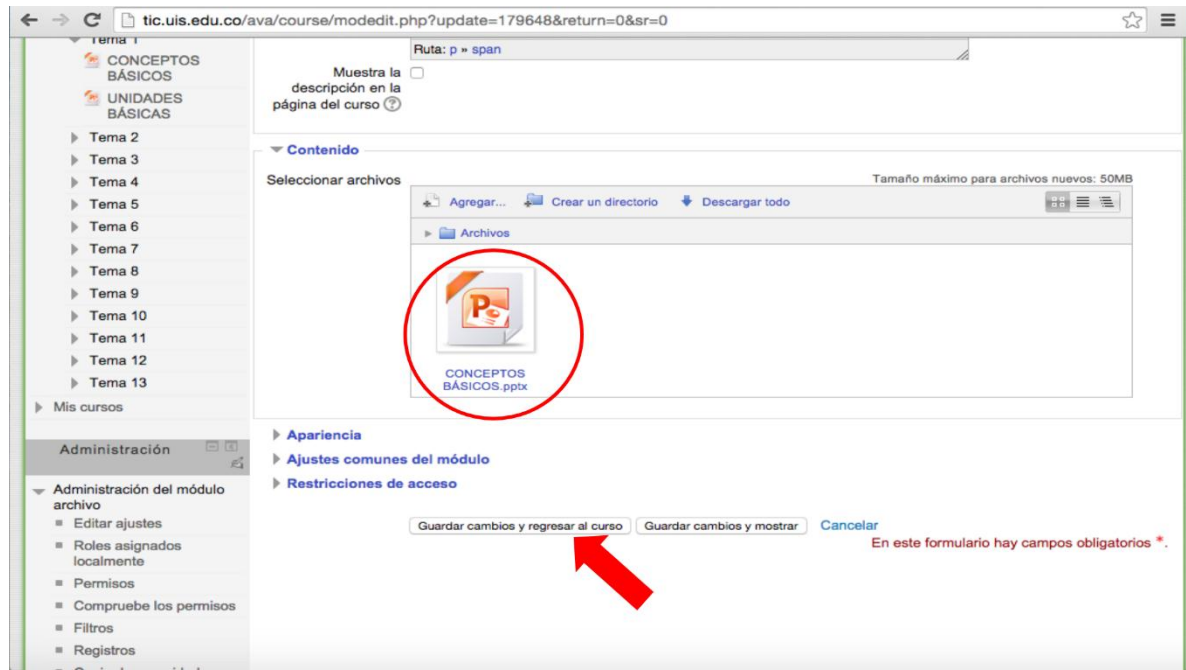 tic.uis.edu.co/ava/course/modedit.php?update=179648&return=0&sr=0
Tema 1
CONCEPTOS
BÁSICOS
UNIDADES
BÁSICAS
Tema 2
Tema 3
Tema 4
Tema 5
Tema 6
Tema 7
Tema 8
Tema 9
Tema 10
Tema 11
Tema 12
Tema 13
Mis cursos
Administración
Administración del módulo
archivo
Editar ajustes
Roles asignados
localmente
Permisos
Compruebe los permisos
Filtros
Registros
Ruta: p » span
Muestra la
descripción en la
página del curso
Contenido
Seleccionar archivos
Tamaño máximo para archivos nuevos: 50MB
Agregar... Crear un directorio Descargar todo
Archivos
P
CONCEPTOS
BÁSICOS.pptx
Apariencia
Ajustes comunes del módulo
Restricciones de acceso
Guardar cambios y regresar al curso Guardar cambios y mostrar Cancelar
En este formulario hay campos obligatorios *.